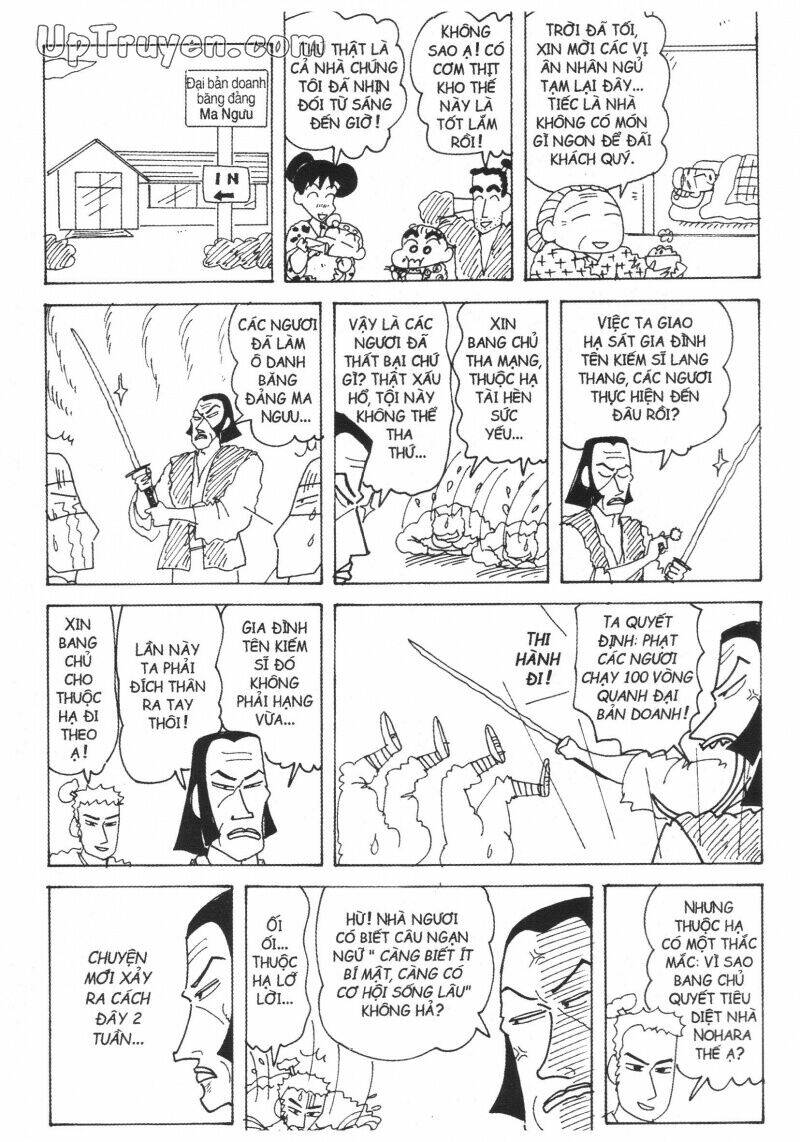 UpTruyen.com
TRỜI ĐÃ TỐI,
XIN MỜI CÁC VỊ
ÂN NHÂN NGỦ
TẠM LẠI ĐÂY...
TIẾC LÀ NHÀ
KHÔNG CÓ MÓN
GÌ NGON ĐỂ ĐÃI
KHÁCH QUÝ.
KHÔNG
SAO Ạ! CÓ
CƠM THỊT
KHO THẾ
NÀY LÀ
TỐT LẮM
RỒI!
THÚ THẬT LÀ
CẢ NHÀ CHÚNG
TÔI ĐÃ NHỊN
ĐÓI TỪ SÁNG
ĐẾN GIỜ!
Đại bản doanh
băng đảng
Ma Ngưu
IN
VIỆC TA GIAO
HẠ SÁT GIA ĐÌNH
TÊN KIẾM SĨ LANG
THANG, CÁC NGƯƠI
THỰC HIỆN ĐẾN
ĐÂU RỒI?
XIN
BANG CHỦ
THA MẠNG,
THUỘC HẠ
TÀI HÈN
SỨC
YẾU...
VẬY LÀ CÁC
NGƯƠI ĐÃ
THẤT BẠI CHỨ
GÌ? THẬT XẤU
HỔ, TỘI NÀY
KHÔNG THỂ
THA
THỨ...
CÁC NGƯƠI
ĐÃ LÀM
Ô DANH
BĂNG
ĐẢNG MA
NGƯU...
TA QUYẾT
ĐỊNH: PHẠT
CÁC NGƯƠI
CHẠY 100 VÒNG
QUANH ĐẠI
BẢN DOANH!
THI
HÀNH
ĐI!
GIA ĐÌNH
TÊN KIẾM
SĨ ĐÓ
KHÔNG
PHẢI HẠNG
VỪA...
LẦN NÀY
TA PHẢI
ĐÍCH THÂN
RA TAY
THÔI!
XIN
BANG
CHỦ
CHO
THUỘC
HẠ ĐI
THEO
Ạ!
NHƯNG
THUỘC HẠ
CÓ MỘT THẮC
MẮC: VÌ SAO
BANG CHỦ
QUYẾT TIÊU
DIỆT NHÀ
NOHARA
THẾ Ạ?
HỪ! NHÀ NGƯƠI
CÓ BIẾT CÂU NGẠN
NGỮ " CÀNG BIẾT ÍT
BÍ MẬT, CÀNG CÓ
CƠ HỘI SỐNG LÂU"
KHÔNG HẢ?
ỐI
ỐI...
THUỘC
HẠ LỠ
LỜI...
CHUYỆN
MỚI XẢY
RA CÁCH
ĐÂY 2
TUẦN...